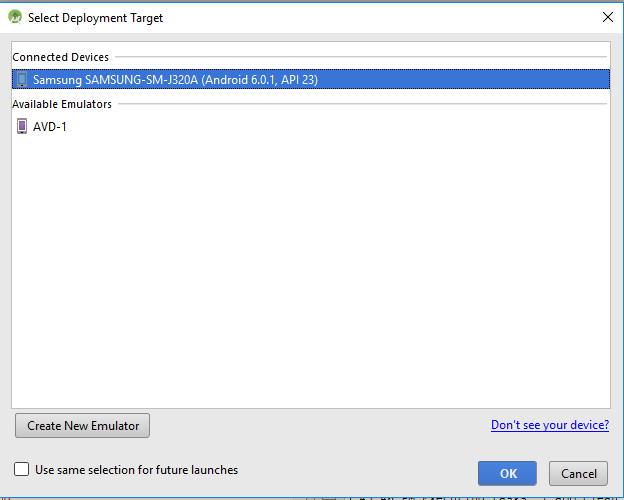 Select Deployment Target
Connected Devices
Samsung SAMSUNG-SM-J320A (Android 6.0.1, API 23)
Available Emulators
AVD-1
Create New Emulator
Don't see your device?
Use same selection for future launches
OK
Cancel